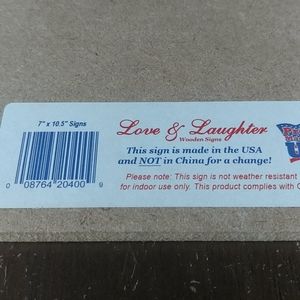 7" x 10.5" Signs
0 08764 20400 9
Love & Laughter
Wooden Signs
This sign is made in the USA
and NOT in China for a change!
Please note: This sign is not weather resistant
for indoor use only. This product complies with